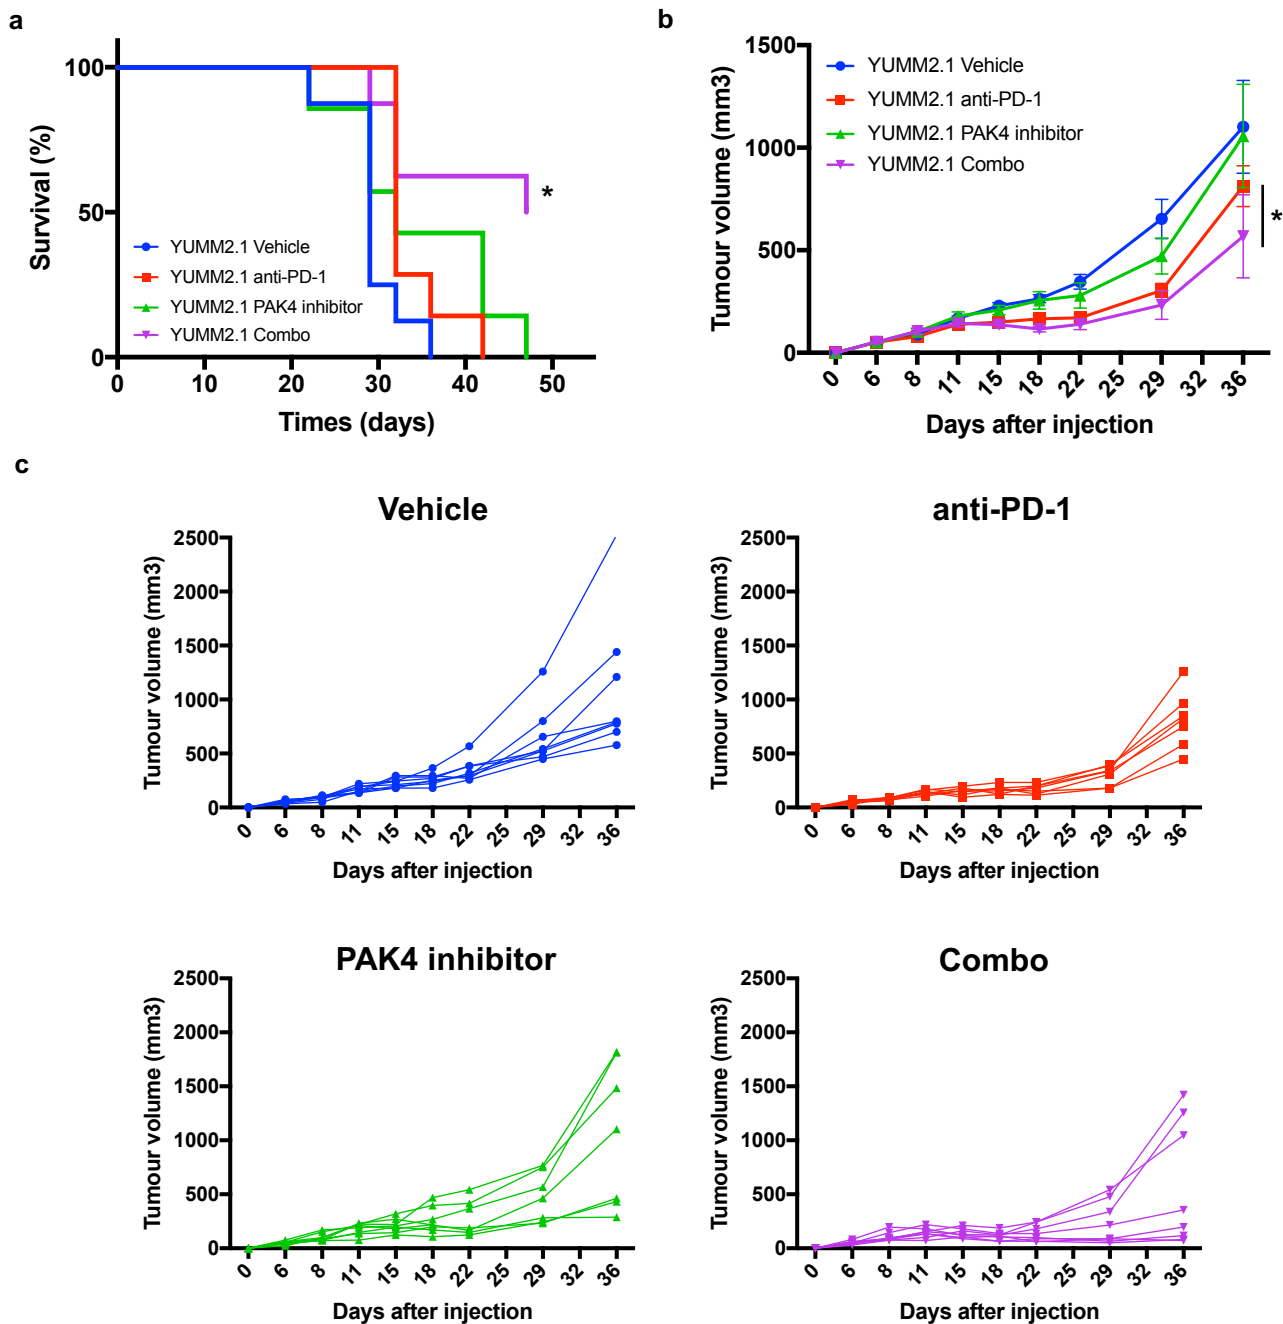 a
Survival (%)
100
50
0
YUMM2.1 Vehicle
YUMM2.1 anti-PD-1
YUMM2.1 PAK4 inhibitor
YUMM2.1 Combo
*
0 10 20 30 40 50
Times (days)
b
Tumour volume (mm3)
1500
1000
500
0
YUMM2.1 Vehicle
YUMM2.1 anti-PD-1
YUMM2.1 PAK4 inhibitor
YUMM2.1 Combo
*
0 6 8 11 15 18 22 25 29 32 36
Days after injection
c
Vehicle
Tumour volume (mm3)
2500
2000
1500
1000
500
0
0 6 8 11 15 18 22 25 29 32 36
Days after injection
anti-PD-1
Tumour volume (mm3)
2500
2000
1500
1000
500
0
0 6 8 11 15 18 22 25 29 32 36
Days after injection
PAK4 inhibitor
Tumour volume (mm3)
2500
2000
1500
1000
500
0
0 6 8 11 15 18 22 25 29 32 36
Days after injection
Combo
Tumour volume (mm3)
2500
2000
1500
1000
500
0
0 6 8 11 15 18 22 25 29 32 36
Days after injection